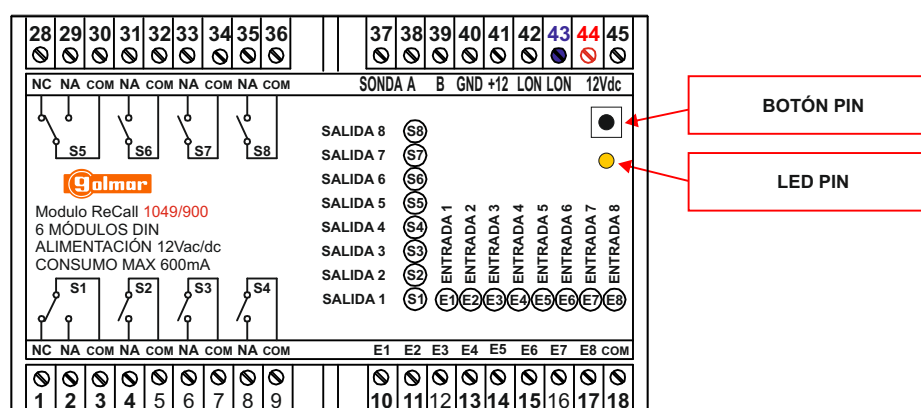 28 29 30 31 32 33 34 35 36 37 38 39 40 41 42 43 44 45
NC NA COM NA COM NA COM NA COM SONDA A B GND +12 LON LON 12Vdc
S5 S6 S7 S8
SALIDA 8 S8
SALIDA 7 S7
SALIDA 6 S6
SALIDA 5 S5
SALIDA 4 S4
SALIDA 3 S3
SALIDA 2 S2
SALIDA 1 S1
BOTÓN PIN
LED PIN
golmar
Modulo ReCall 1049/900
6 MÓDULOS DIN
ALIMENTACIÓN 12Vac/dc
CONSUMO MAX 600mA
ENTRADA 1
ENTRADA 2
ENTRADA 3
ENTRADA 4
ENTRADA 5
ENTRADA 6
ENTRADA 7
ENTRADA 8
E1 E2 E3 E4 E5 E6 E7 E8
S1 S2 S3 S4
NC NA COM NA COM NA COM NA COM E1 E2 E3 E4 E5 E6 E7 E8 COM
1 2 3 4 5 6 7 8 9 10 11 12 13 14 15 16 17 18